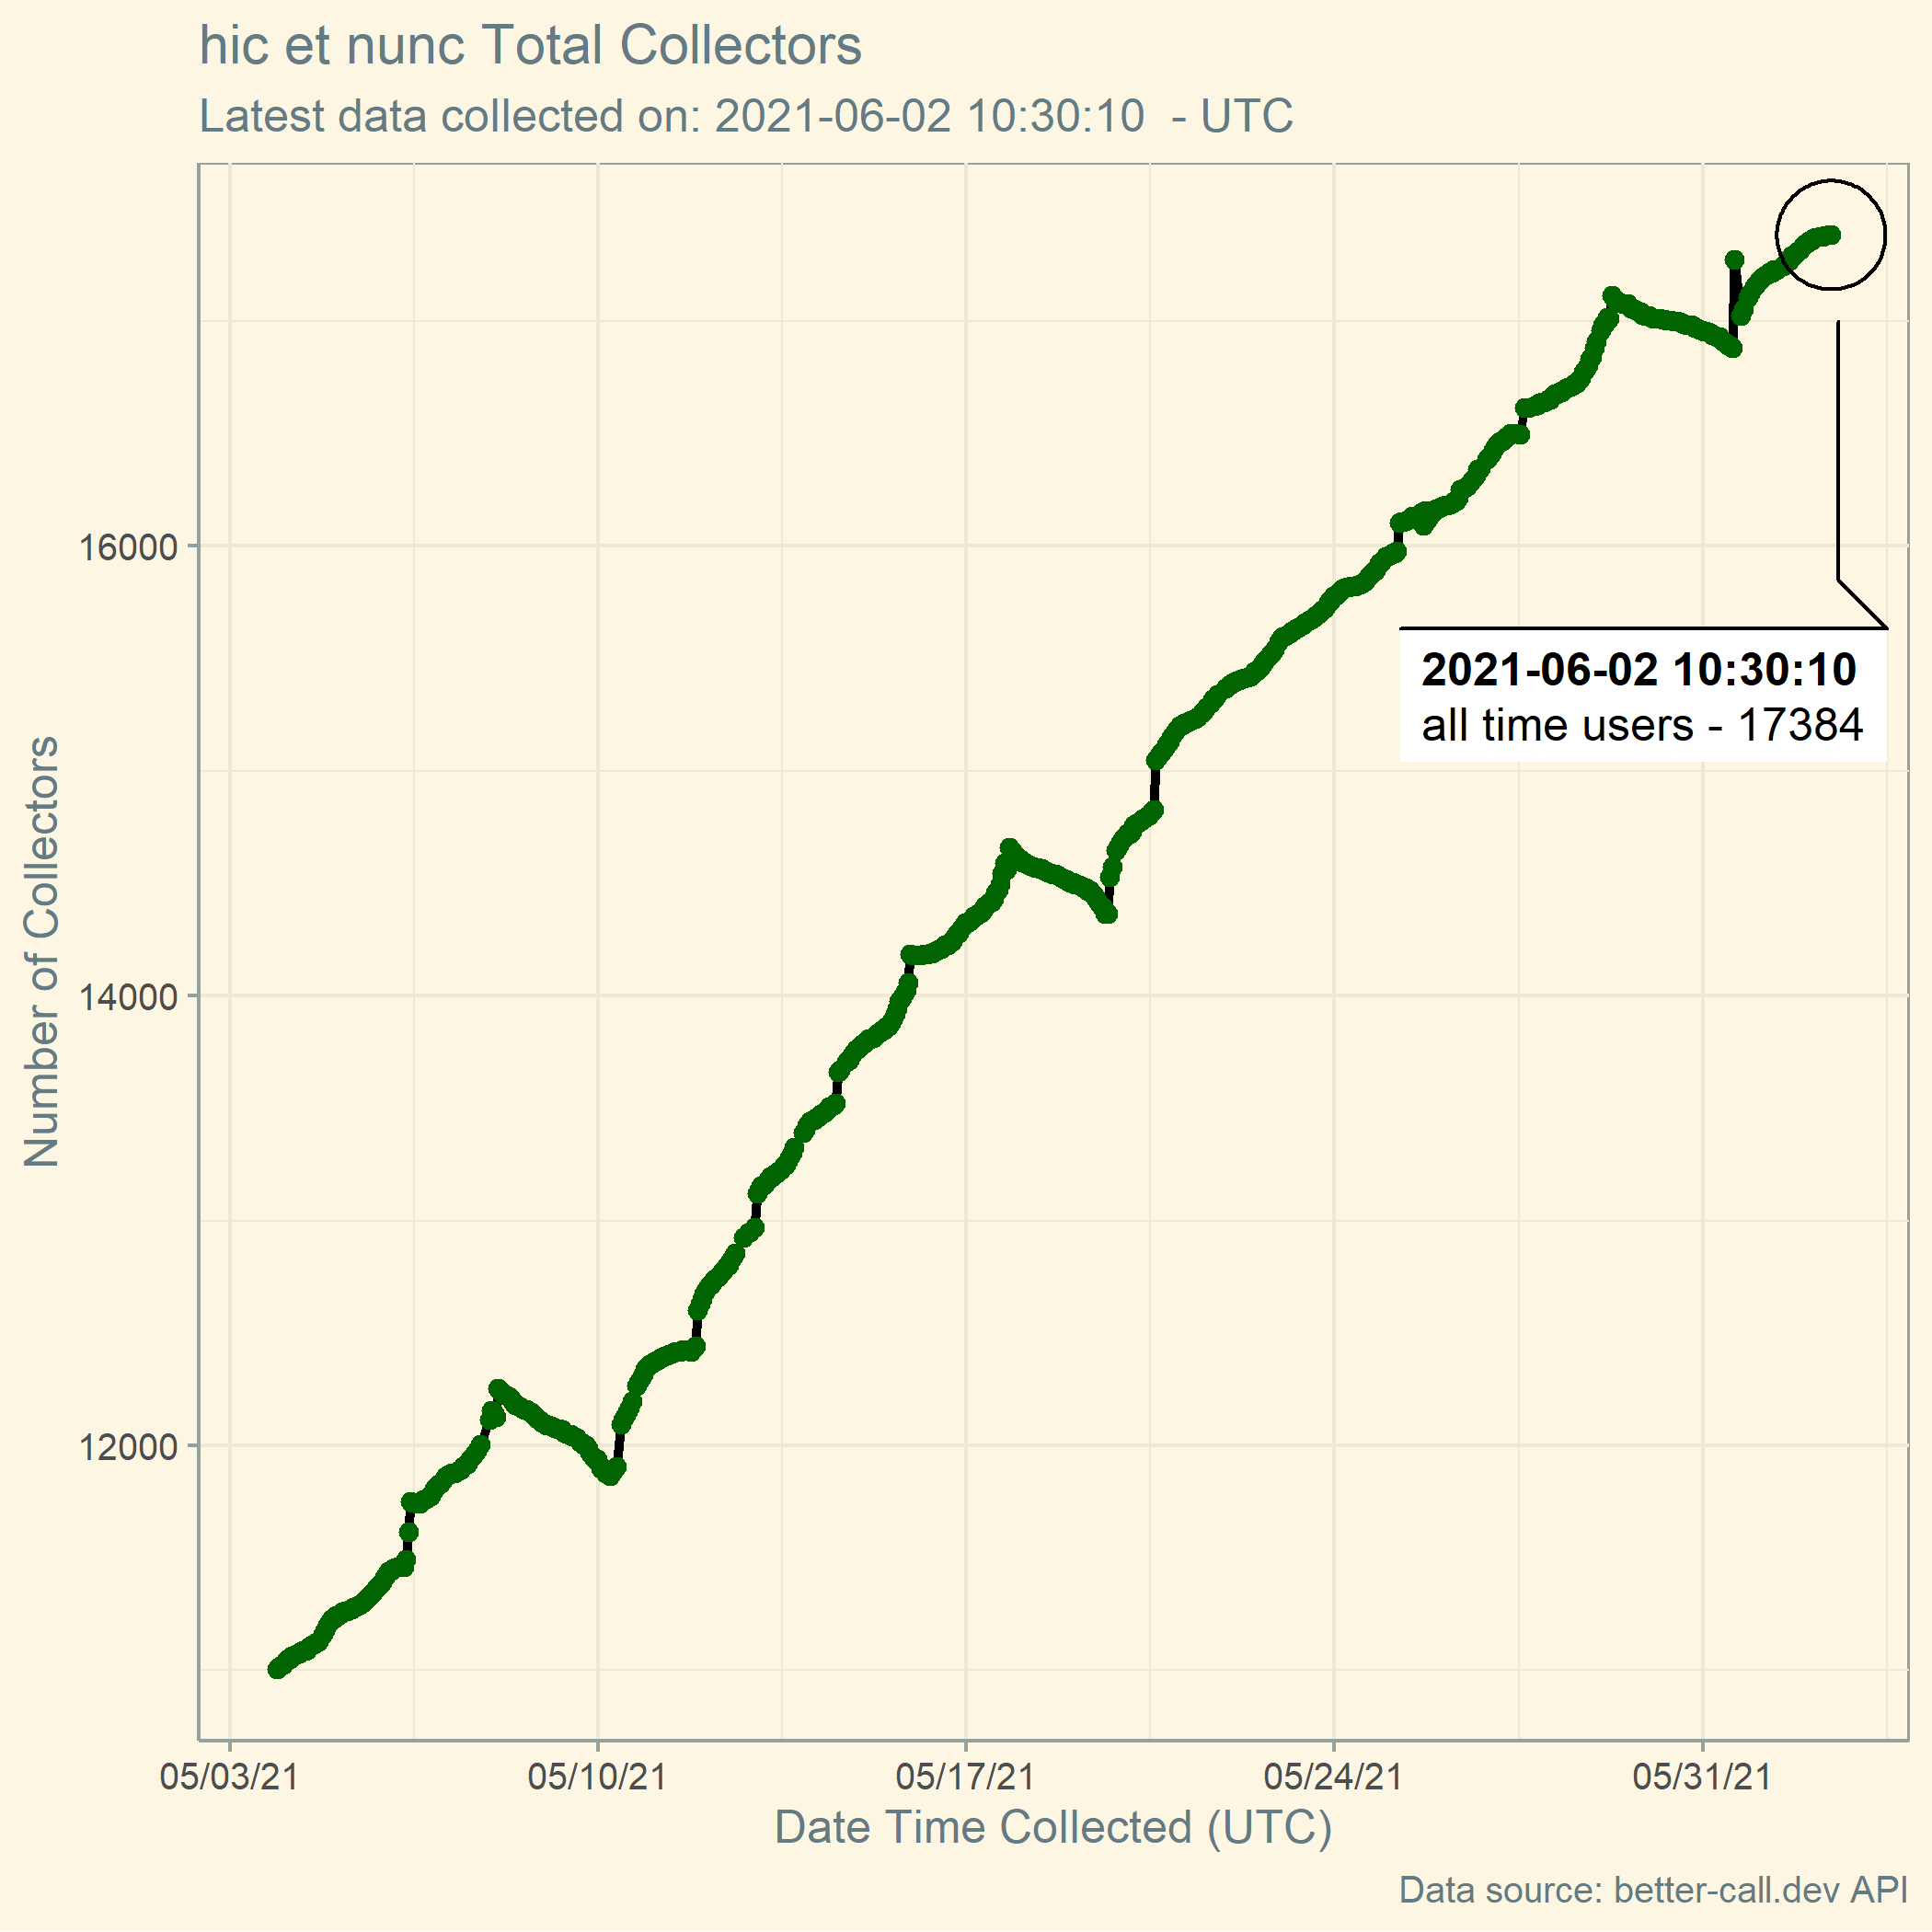 hic et nunc Total Collectors
Latest data collected on: 2021-06-02 10:30:10  - UTC
Number of Collectors
16000
14000
12000
2021-06-02 10:30:10
all time users - 17384
05/03/21
05/10/21
05/17/21
05/24/21
05/31/21
Date Time Collected (UTC)
Data source: better-call.dev API